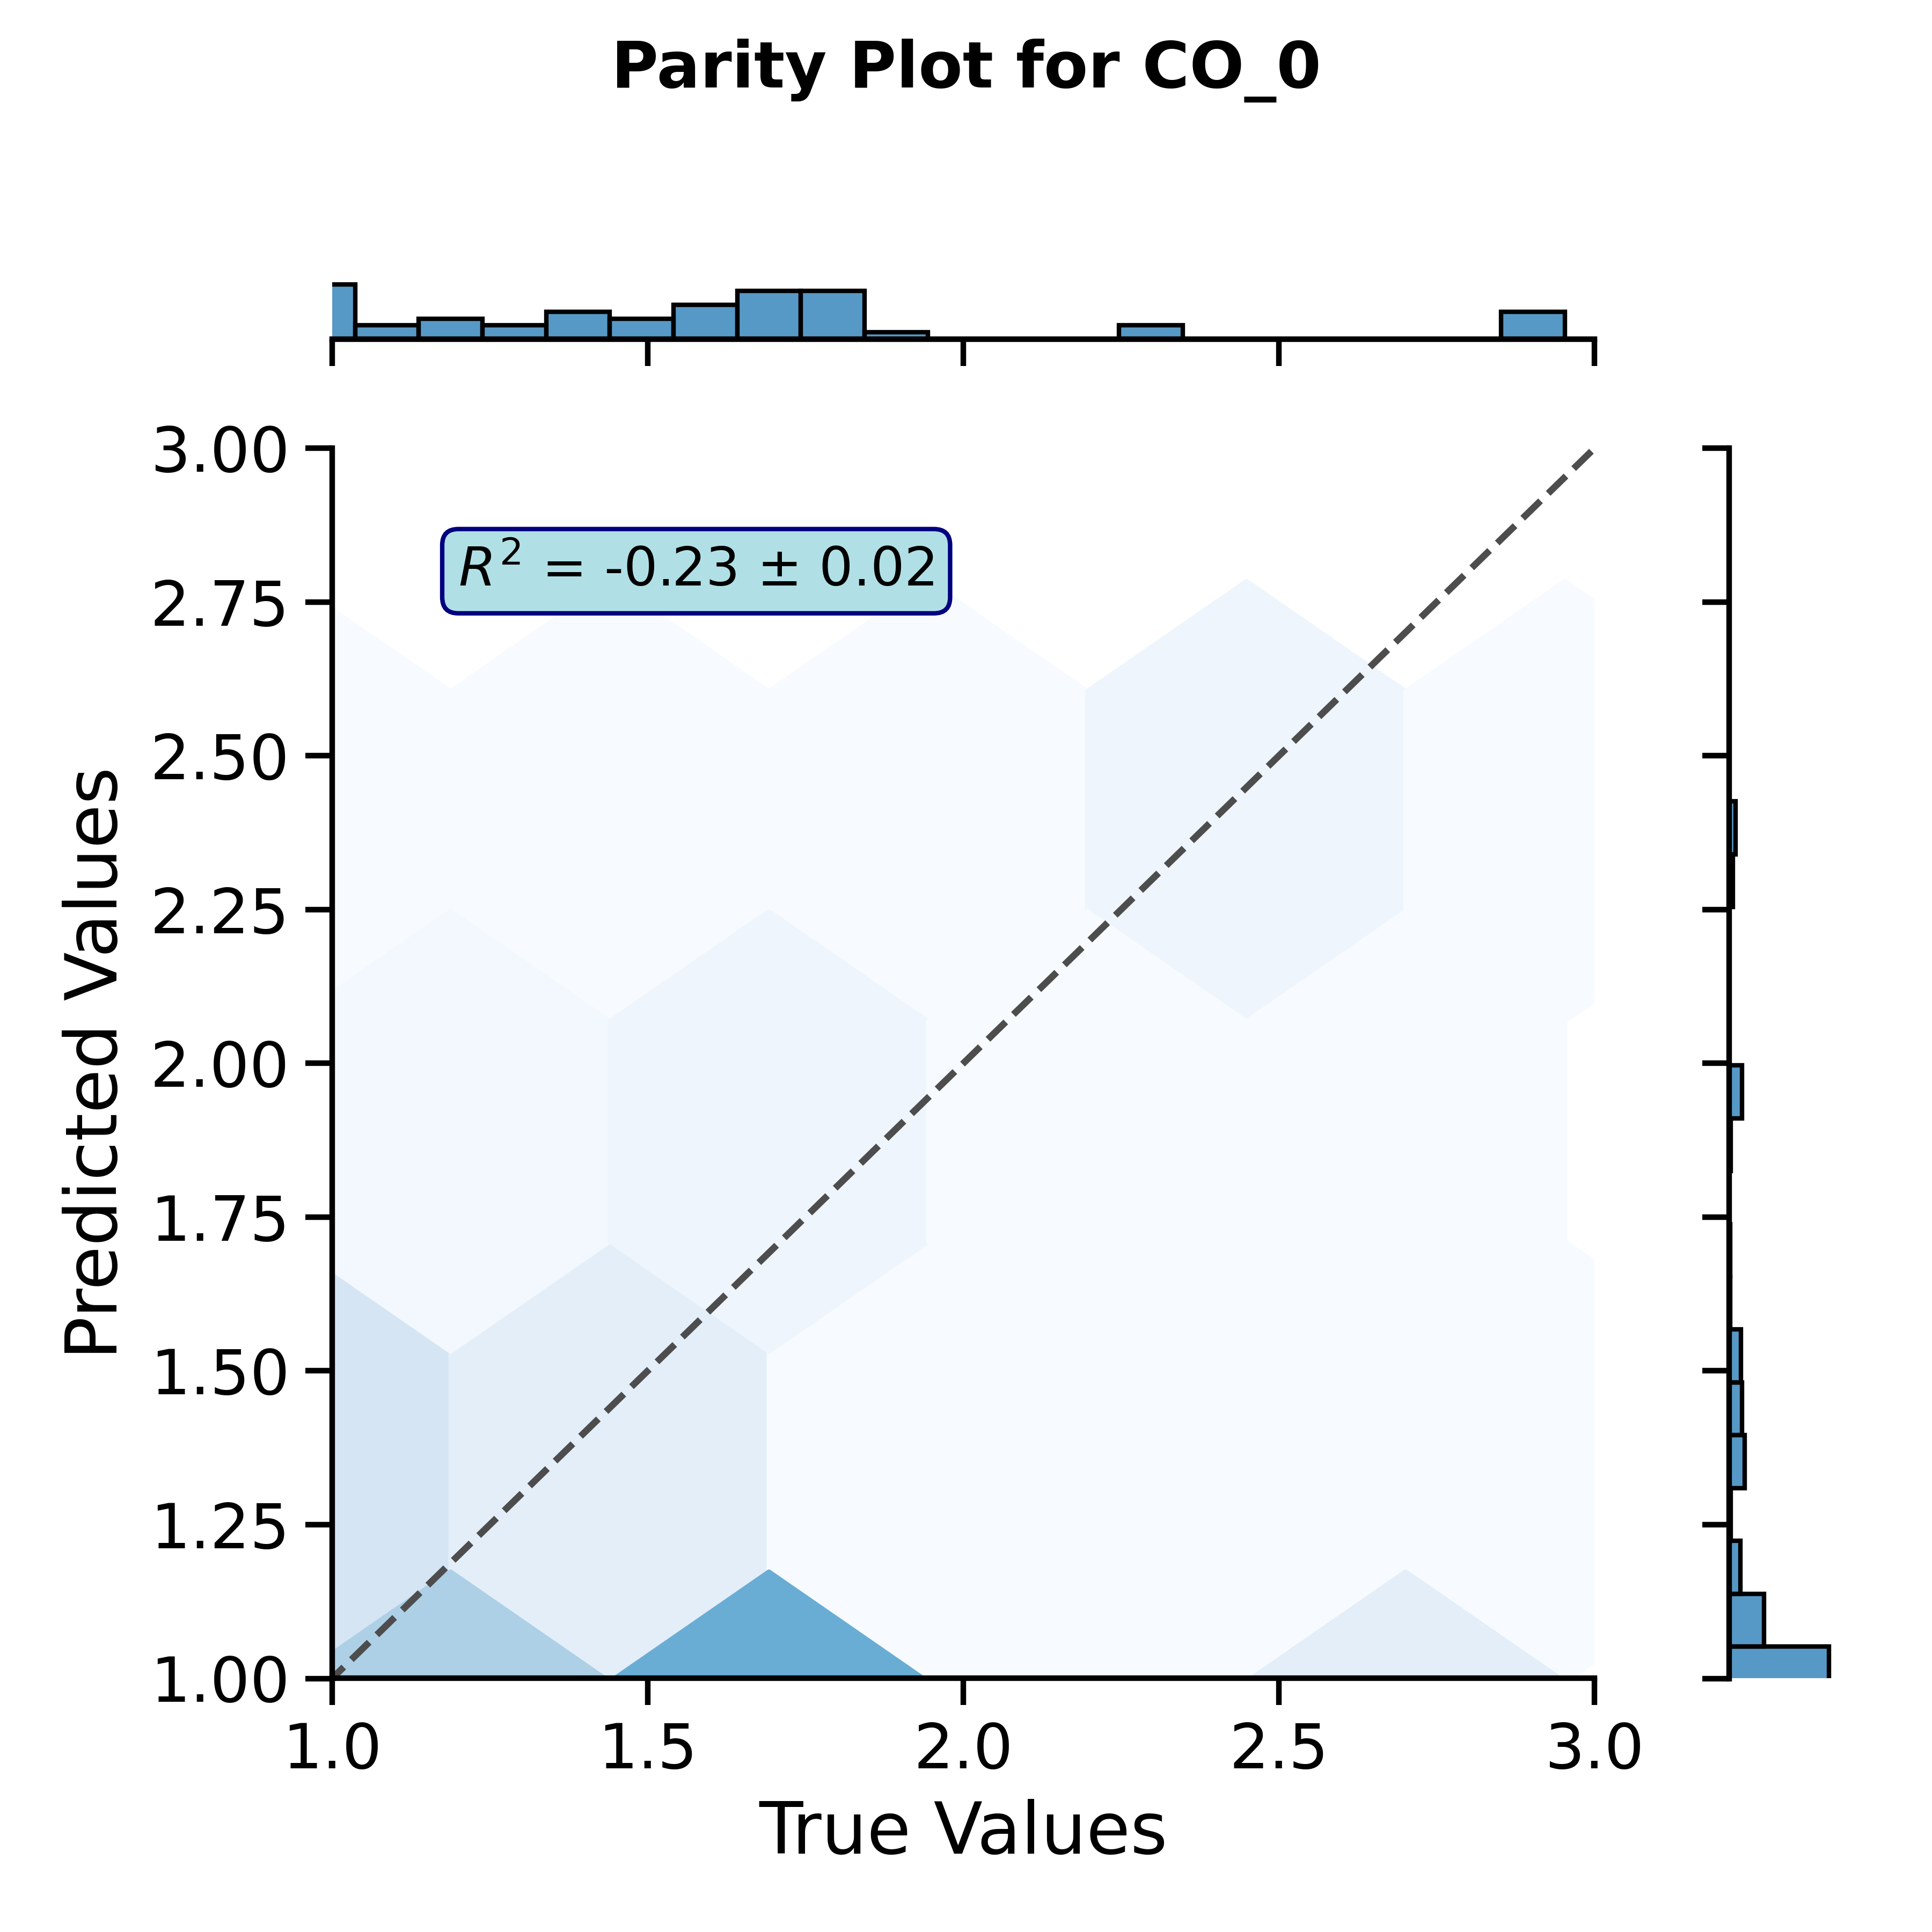 Parity Plot for CO_0
3.00
R² = -0.23 ± 0.02
2.75
2.50
2.25
2.00
1.75
1.50
1.25
1.00
Predicted Values
1.0 1.5 2.0 2.5 3.0
True Values